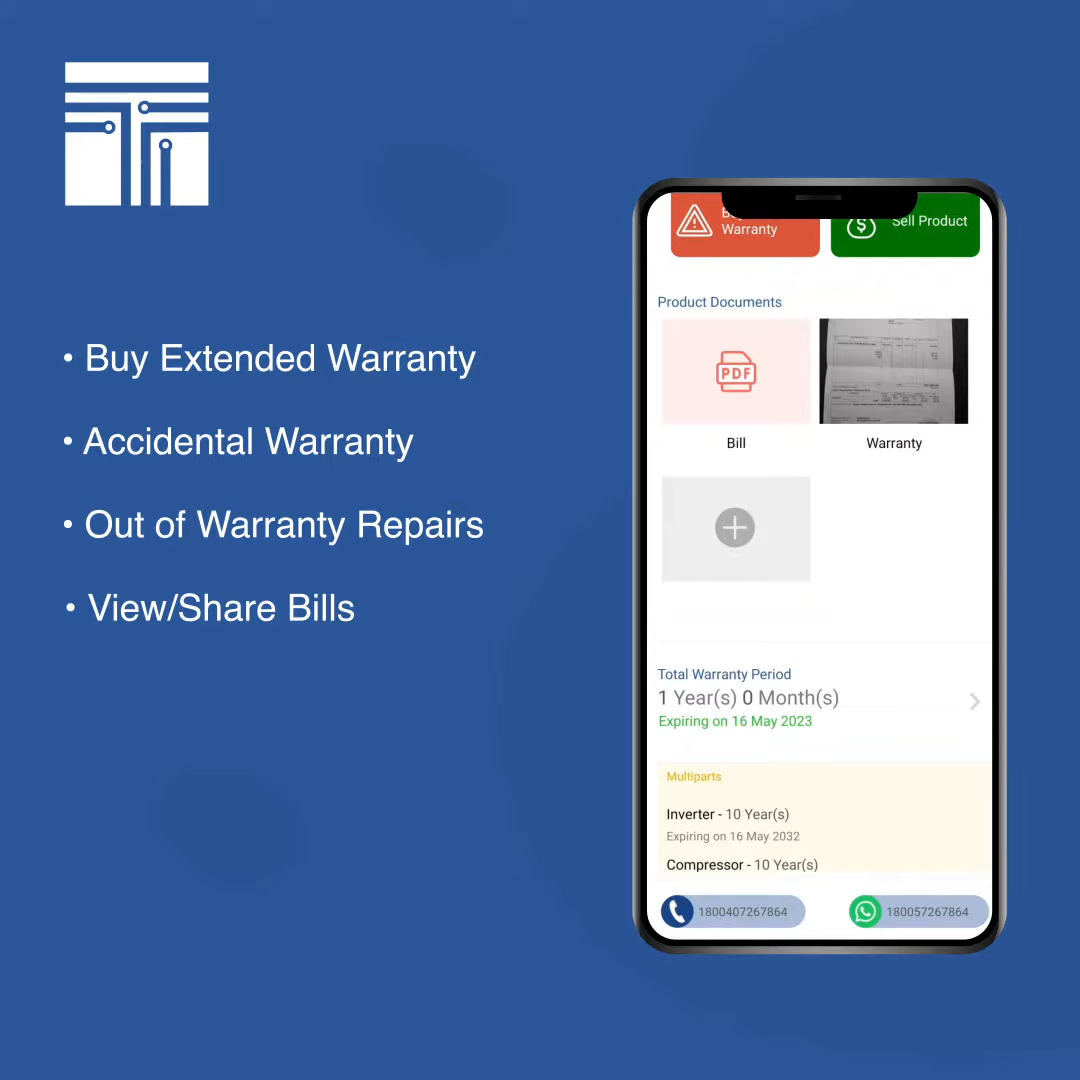 • Buy Extended Warranty
• Accidental Warranty
• Out of Warranty Repairs
• View/Share Bills
Warranty
Sell Product
Product Documents
PDF
Bill
Warranty
Total Warranty Period
1 Year(s) 0 Month(s)
Expiring on 16 May 2023
Multiparts
Inverter - 10 Year(s)
Expiring on 16 May 2032
Compressor - 10 Year(s)
1800407267864
180057267864